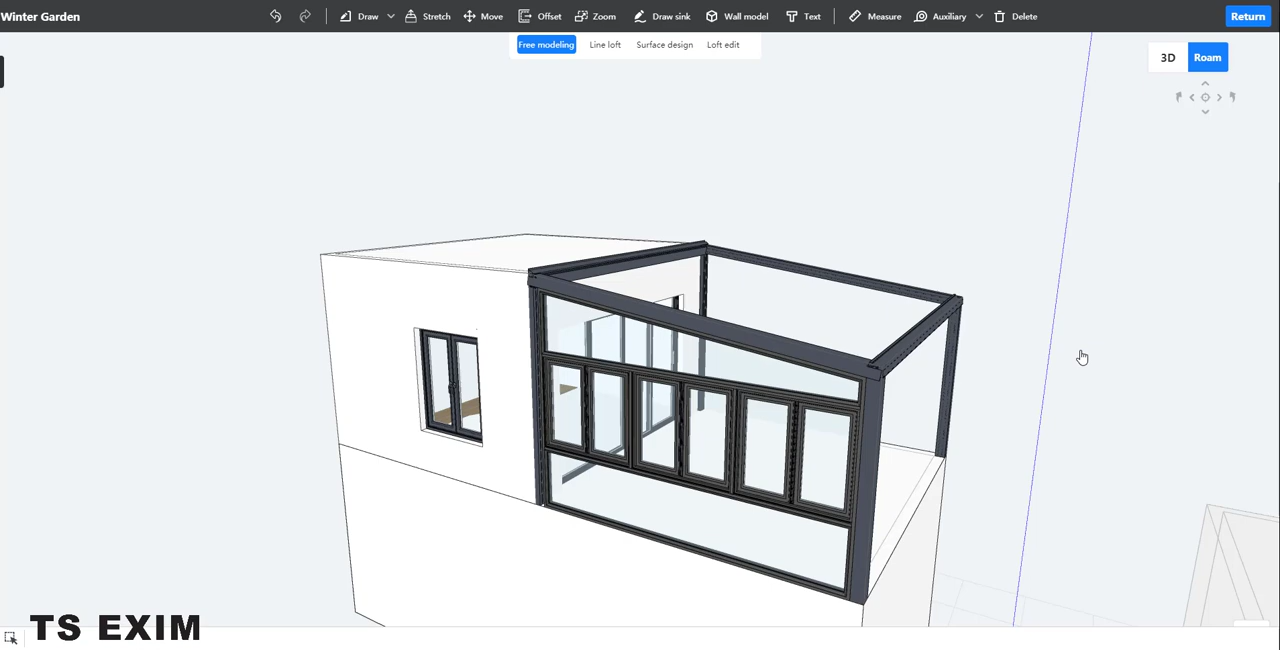 Winter Garden
Draw
Stretch
Move
Offset
Zoom
Draw sink
Wall model
Text
Measure
Auxiliary
Delete
Return
Free modeling
Line loft
Surface design
Loft edit
3D
Roam
TS EXIM